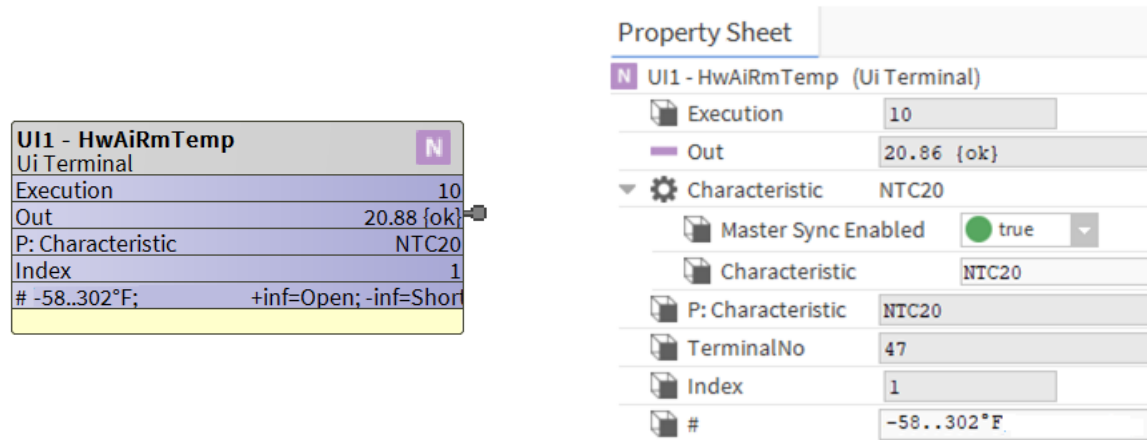 UI1 - HwAiRmTemp
N
Ui Terminal
Execution 10
Out 20.88 {ok}
P: Characteristic NTC20
Index 1
# -58..302°F; +inf=Open; -inf=Short
Property Sheet
N UI1 - HwAiRmTemp (Ui Terminal)
Execution 10
Out 20.86 {ok}
Characteristic NTC20
Master Sync Enabled true
Characteristic NTC20
P: Characteristic NTC20
TerminalNo 47
Index 1
# -58..302°F